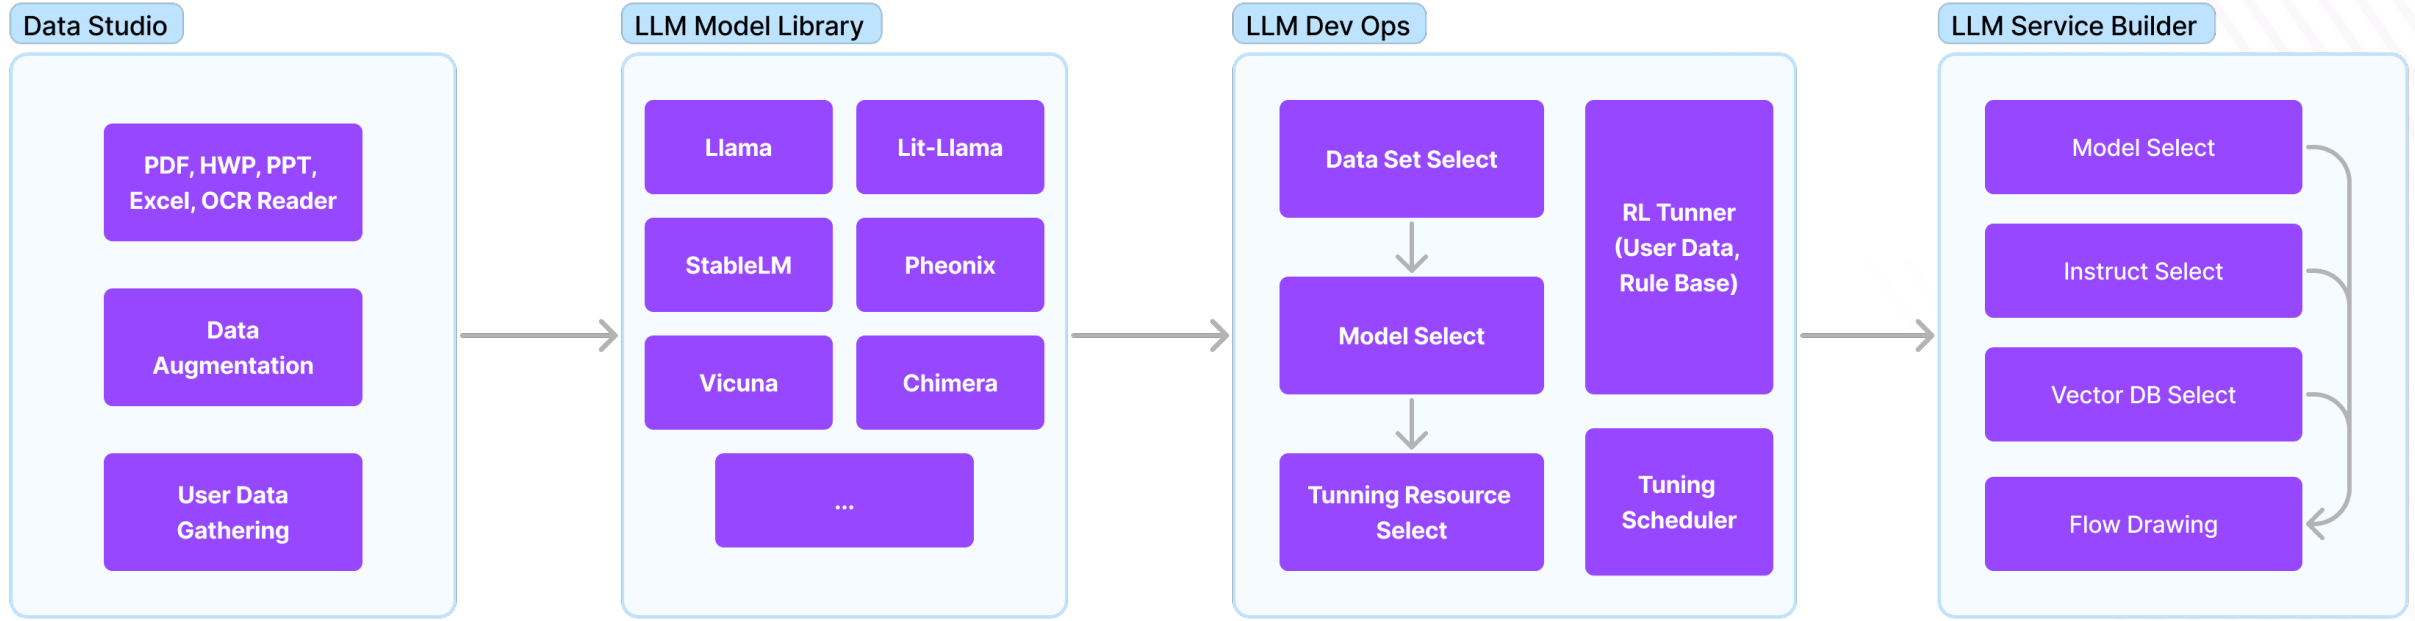 Data Studio
PDF, HWP, PPT,
Excel, OCR Reader
Data
Augmentation
User Data
Gathering
LLM Model Library
Llama
Lit-Llama
StableLM
Pheonix
Vicuna
Chimera
...
LLM Dev Ops
Data Set Select
Model Select
Tunning Resource
Select
RL Tunner
(User Data,
Rule Base)
Tuning
Scheduler
LLM Service Builder
Model Select
Instruct Select
Vector DB Select
Flow Drawing